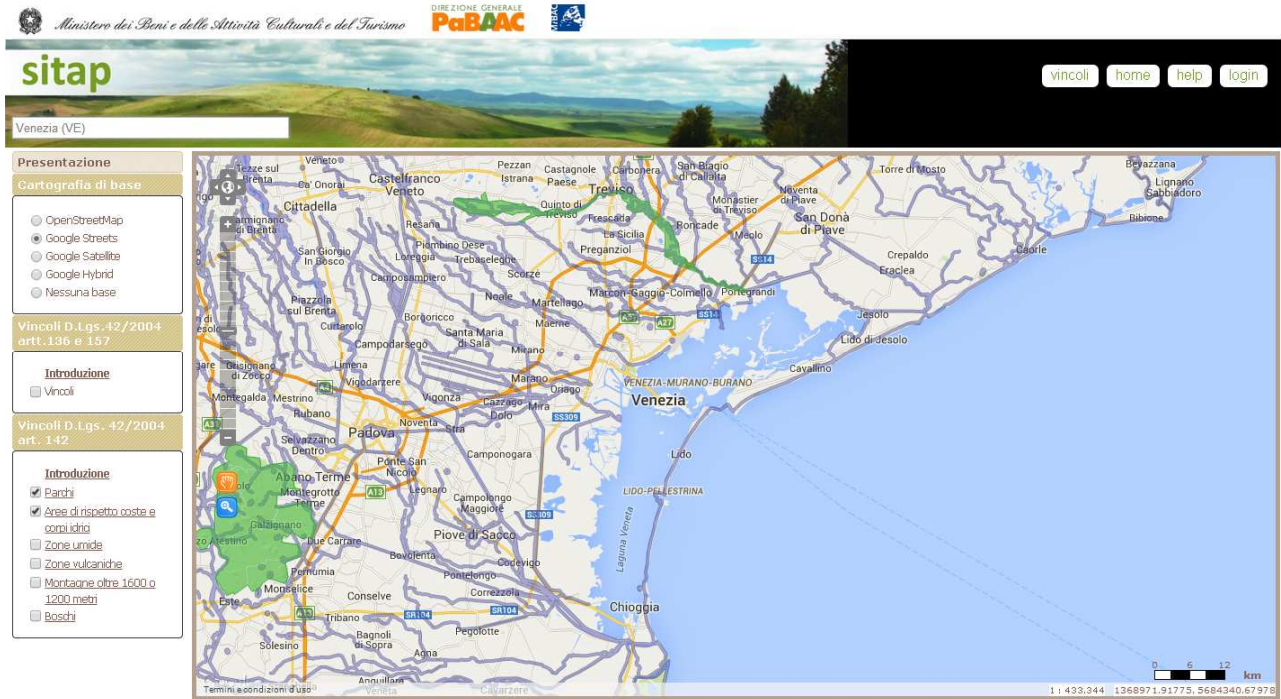 Ministero dei Beni e delle Attività Culturali e del Turismo
DIREZIONE GENERALE
PaBAAC
MiBAC
sitap
vincoli
home
help
login
Venezia (VE)
Presentazione
Cartografia di base
OpenStreetMap
Google Streets
Google Satellite
Google Hybrid
Nessuna base
Vincoli D.Lgs.42/2004
artt.136 e 157
Introduzione
Vincoli
Vincoli D.Lgs. 42/2004
art. 142
Introduzione
Parchi
Aree di rispetto coste e
corpi idrici
Zone umide
Zone vulcaniche
Montagne oltre 1600 o
1200 metri
Boschi
Tezze sul
Brenta
Veneto
Ca' Onorai
Castelfranco
Veneto
Pezzan
Istrana
Castagnole
Paese
Carbonera
San Biagio
di Callalta
Torre di Mosto
Bevazzana
Lignano
Sabbiadoro
Bibione
Cittadella
Treviso
Quinto di
Treviso
Frescada
Monastier
di Treviso
Noventa
di Piave
San Donà
di Piave
Carmignano
di Brenta
Resana
La Sicilia
Roncade
Meolo
San Giorgio
In Bosco
Piombino Dese
Loreggia
Trebaseleghe
Preganziol
SS14
Crepaldo
Eraclea
Caorle
Camposampiero
Scorzè
Piazzola
sul Brenta
Noale
Martellago
Marcon-Gaggio-Colmello
Portegrandi
Borgoricco
A57
A27
SS14
Jesolo
Curtarolo
Santa Maria
di Sala
Maerne
Lido di Jesolo
Campodarsego
Mirano
Grisignano
di Zocco
Limena
Cavallino
Vigodarzere
Marano
Oriago
VENEZIA-MURANO-BURANO
Montegalda
Mestrino
Vigonza
Cazzago
Mira
Dolo
Venezia
Rubano
Noventa
Stra
SS309
A31
Padova
Selvazzano
Dentro
Camponogara
Lido
Ponte San
Nicolò
Abano Terme
Montegrotto
Terme
A13
Legnaro
Campolongo
Maggiore
LIDO-PELLESTRINA
SS309
Galzignano
Piove di Sacco
Due Carrare
Laguna Veneta
Bovolenta
Codevigo
Pernumia
Pontelongo
Monselice
Correzzola
Este
Conselve
Chioggia
A13
Tribano
SR104
SR104
Bagnoli
di Sopra
Pegolotte
Solesino
Agna
Anguillara
Veneta
Cavarzere
Termini e condizioni d'uso
0 6 12
km
1 : 433.344
1368971.91775, 5684340.67978